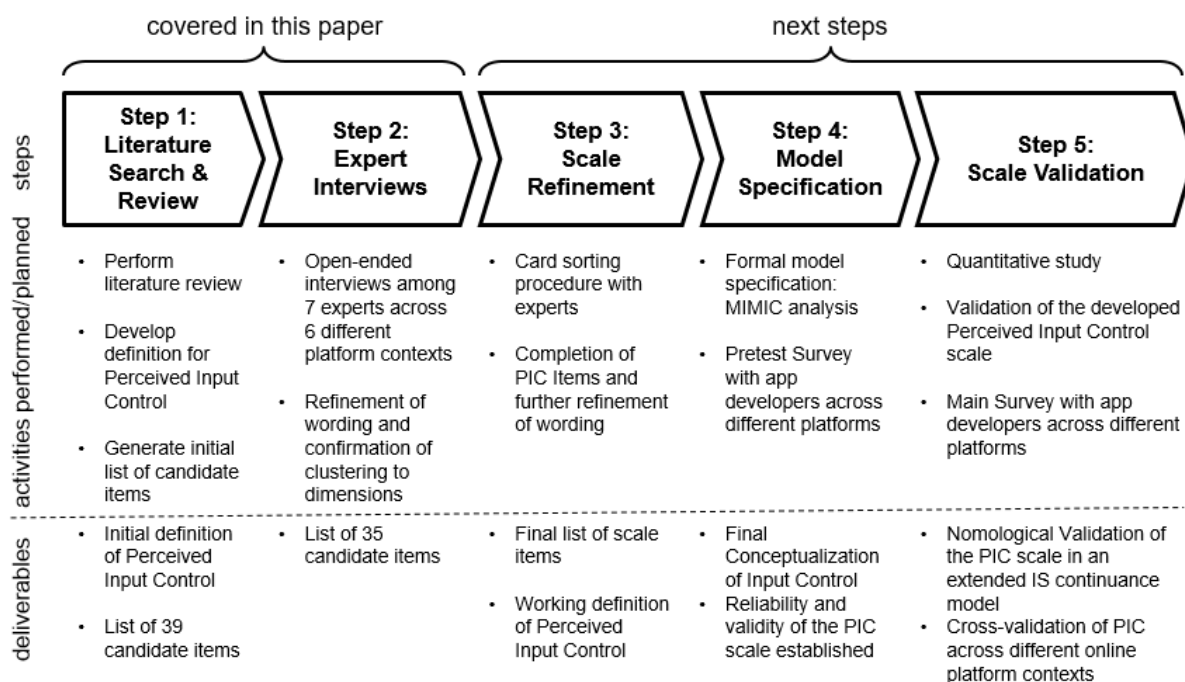 covered in this paper
next steps
steps
Step 1:
Literature
Search &
Review
Step 2:
Expert
Interviews
Step 3:
Scale
Refinement
Step 4:
Model
Specification
Step 5:
Scale Validation
activities performed/planned
• Perform
literature review
• Develop
definition for
Perceived Input
Control
• Generate initial
list of candidate
items
• Open-ended
interviews among
7 experts across
6 different
platform contexts
• Refinement of
wording and
confirmation of
clustering to
dimensions
• Card sorting
procedure with
experts
• Completion of
PIC Items and
further refinement
of wording
• Formal model
specification:
MIMIC analysis
• Pretest Survey
with app
developers across
different platforms
• Quantitative study
• Validation of the developed
Perceived Input Control
scale
• Main Survey with app
developers across different
platforms
deliverables
• Initial definition
of Perceived
Input Control
• List of 39
candidate items
• List of 35
candidate items
• Final list of scale
items
• Working definition
of Perceived
Input Control
• Final
Conceptualization
of Input Control
• Reliability and
validity of the PIC
scale established
• Nomological Validation of
the PIC scale in an
extended IS continuance
model
• Cross-validation of PIC
across different online
platform contexts